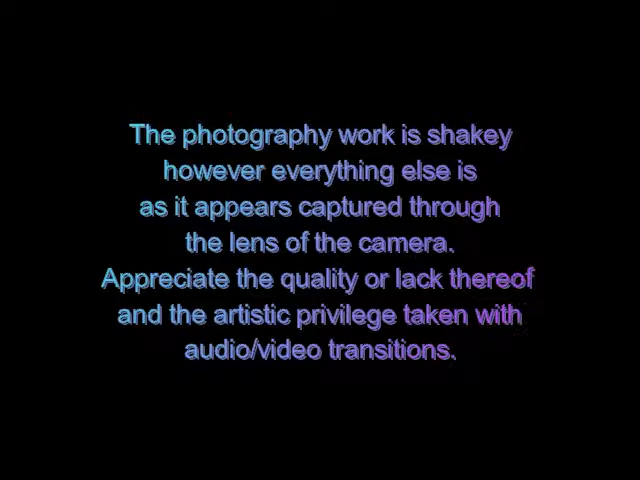 The photography work is shakey
however everything else is
as it appears captured through
the lens of the camera.
Appreciate the quality or lack thereof
and the artistic privilege taken with
audio/video transitions.